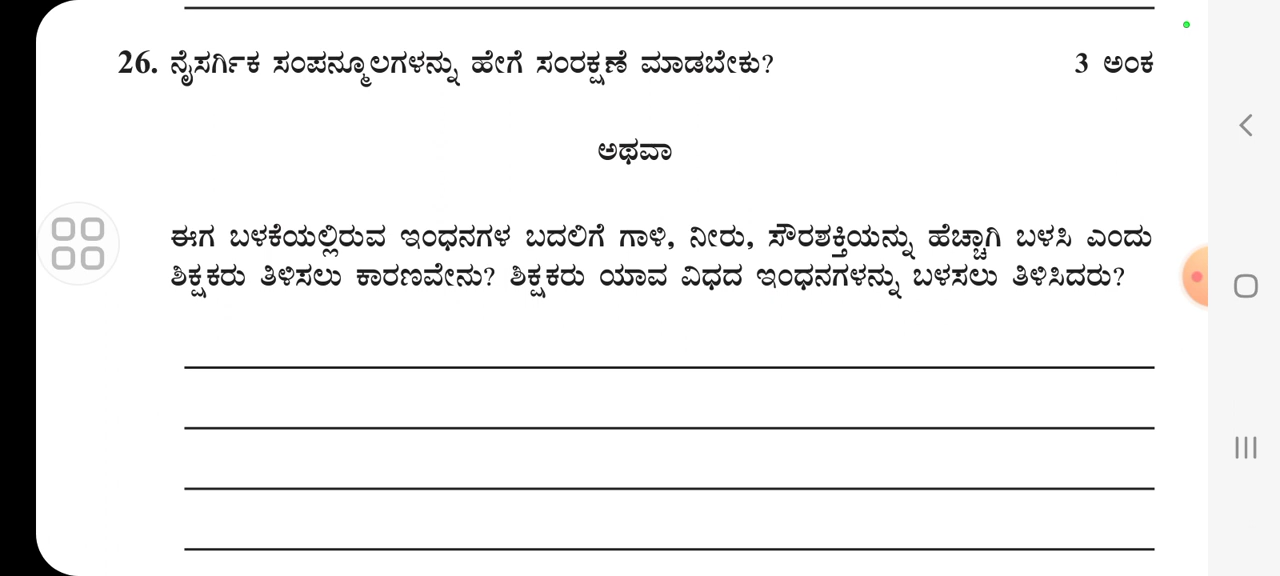 26. ನೈಸರ್ಗಿಕ ಸಂಪನ್ಮೂಲಗಳನ್ನು ಹೇಗೆ ಸಂರಕ್ಷಣೆ ಮಾಡಬೇಕು? 3 ಅಂಕ
ಅಥವಾ
ಈಗ ಬಳಕೆಯಲ್ಲಿರುವ ಇಂಧನಗಳ ಬದಲಿಗೆ ಗಾಳಿ, ನೀರು, ಸೌರಶಕ್ತಿಯನ್ನು ಹೆಚ್ಚಾಗಿ ಬಳಸಿ ಎಂದು
ಶಿಕ್ಷಕರು ತಿಳಿಸಲು ಕಾರಣವೇನು? ಶಿಕ್ಷಕರು ಯಾವ ವಿಧದ ಇಂಧನಗಳನ್ನು ಬಳಸಲು ತಿಳಿಸಿದರು?